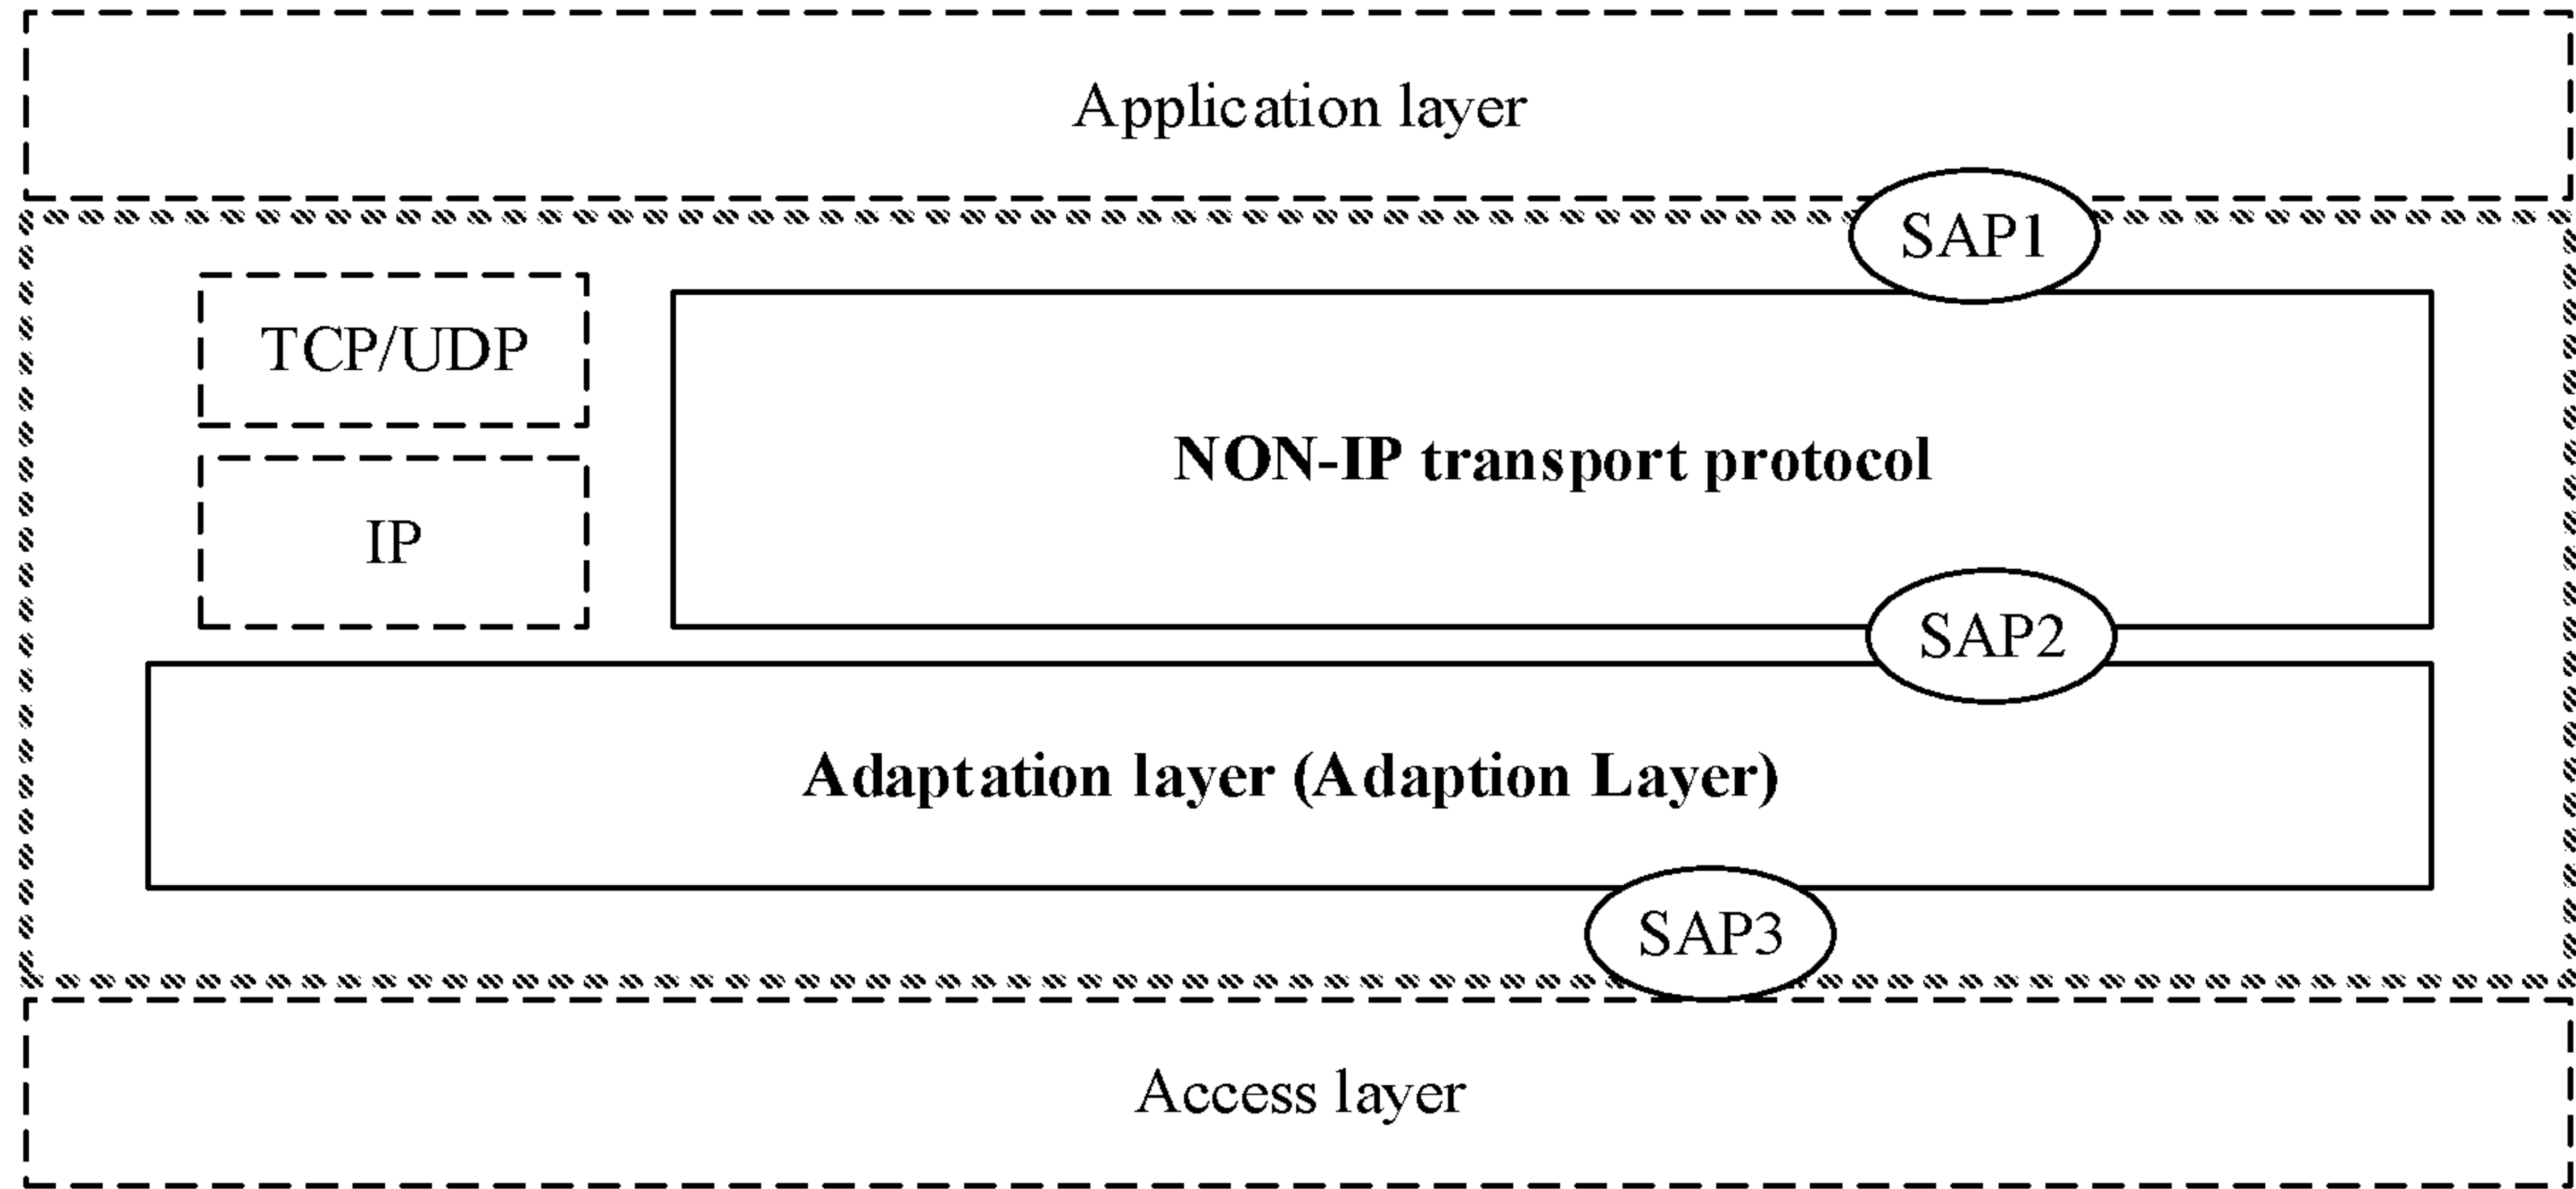 Application layer
SAP1
TCP/UDP
NON-IP transport protocol
IP
SAP2
Adaptation layer (Adaption Layer)
SAP3
Access layer